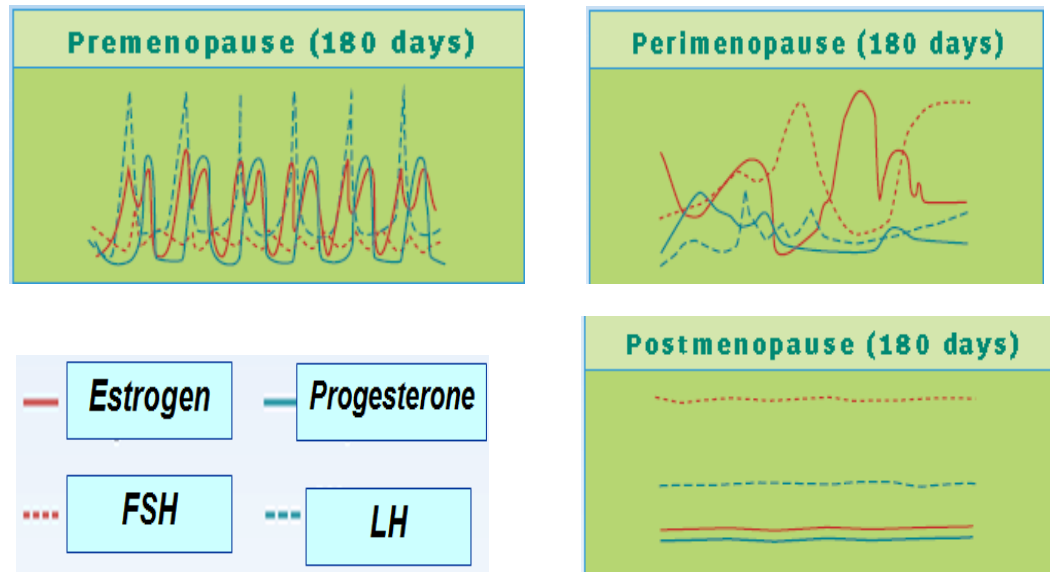 Premenopause (180 days)
Perimenopause (180 days)
Estrogen
Progesterone
FSH
LH
Postmenopause (180 days)